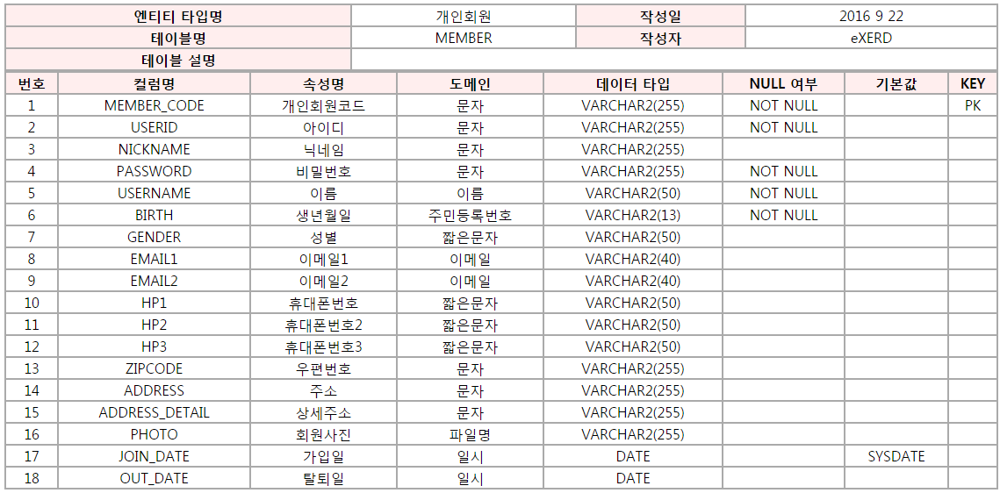 엔티티 타입명 개인회원 작성일 2016 9 22
테이블명 MEMBER 작성자 eXERD
테이블 설명
번호 컬럼명 속성명 도메인 데이터 타입 NULL 여부 기본값 KEY
1 MEMBER_CODE 개인회원코드 문자 VARCHAR2(255) NOT NULL PK
2 USERID 아이디 문자 VARCHAR2(255) NOT NULL
3 NICKNAME 닉네임 문자 VARCHAR2(255)
4 PASSWORD 비밀번호 문자 VARCHAR2(255) NOT NULL
5 USERNAME 이름 이름 VARCHAR2(50) NOT NULL
6 BIRTH 생년월일 주민등록번호 VARCHAR2(13) NOT NULL
7 GENDER 성별 짧은문자 VARCHAR2(50)
8 EMAIL1 이메일1 이메일 VARCHAR2(40)
9 EMAIL2 이메일2 이메일 VARCHAR2(40)
10 HP1 휴대폰번호 짧은문자 VARCHAR2(50)
11 HP2 휴대폰번호2 짧은문자 VARCHAR2(50)
12 HP3 휴대폰번호3 짧은문자 VARCHAR2(50)
13 ZIPCODE 우편번호 문자 VARCHAR2(255)
14 ADDRESS 주소 문자 VARCHAR2(255)
15 ADDRESS_DETAIL 상세주소 문자 VARCHAR2(255)
16 PHOTO 회원사진 파일명 VARCHAR2(255)
17 JOIN_DATE 가입일 일시 DATE SYSDATE
18 OUT_DATE 탈퇴일 일시 DATE